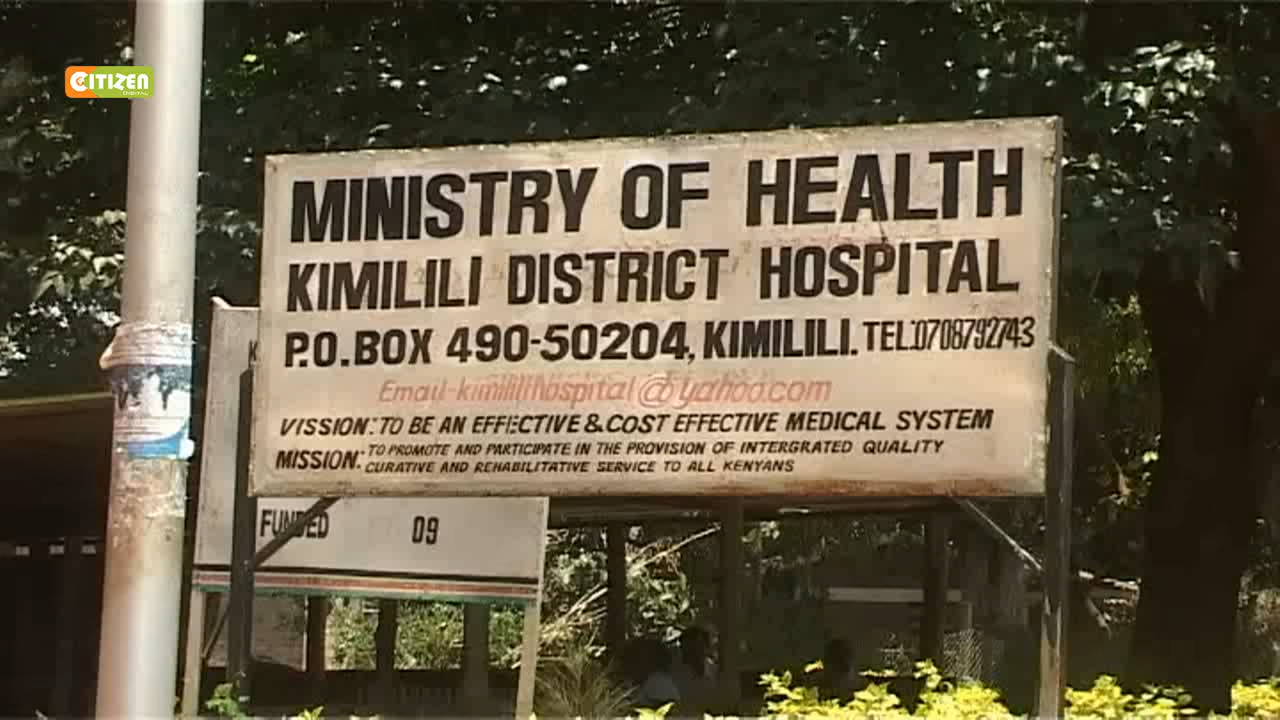 CITIZEN
DIGITAL
MINISTRY OF HEALTH
KIMILILI DISTRICT HOSPITAL
P.O.BOX 490-50204, KIMILILI. TEL:0708792743
Email-kimililihospital@yahoo.com
VISSION: TO BE AN EFFECTIVE & COST EFFECTIVE MEDICAL SYSTEM
MISSION: TO PROMOTE AND PARTICIPATE IN THE PROVISION OF INTERGRATED QUALITY
CURATIVE AND REHABILITATIVE SERVICE TO ALL KENYANS
FUNDED 09